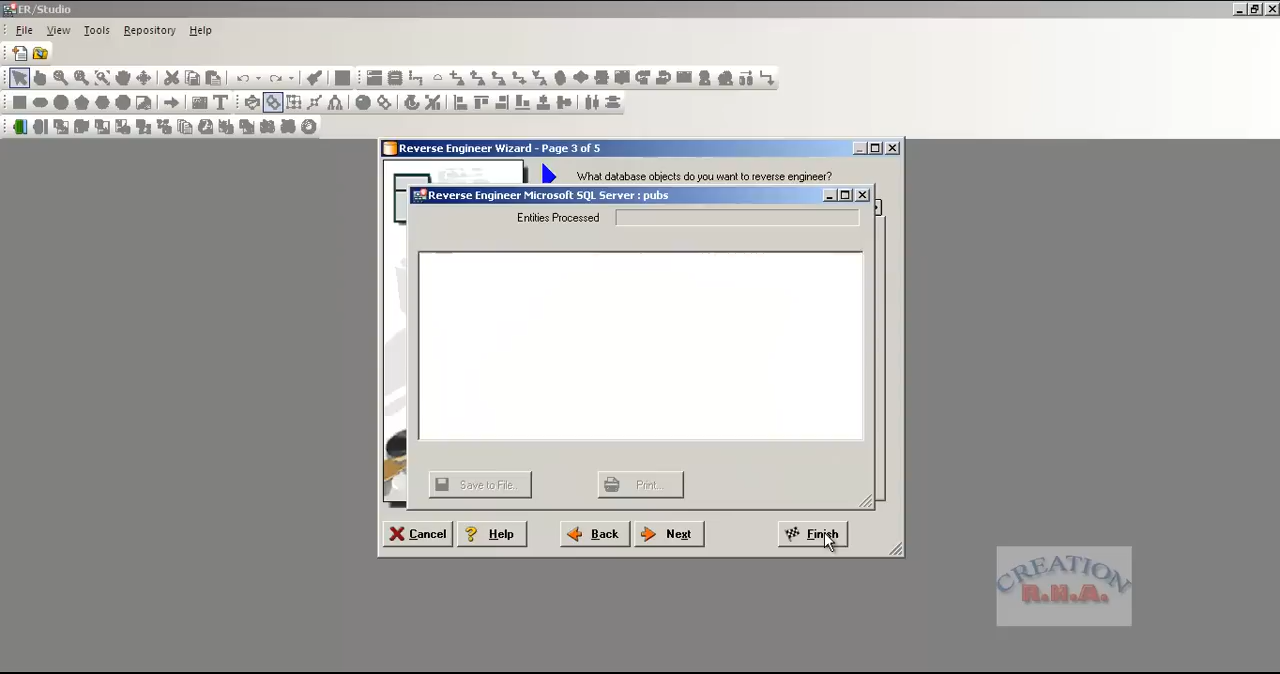 ER/Studio
File View Tools Repository Help
Reverse Engineer Wizard - Page 3 of 5
What database objects do you want to reverse engineer?
Reverse Engineer Microsoft SQL Server : pubs
Entities Processed
Save to File..
Print...
Cancel Help Back Next Finish
CREATION
R.H.A.